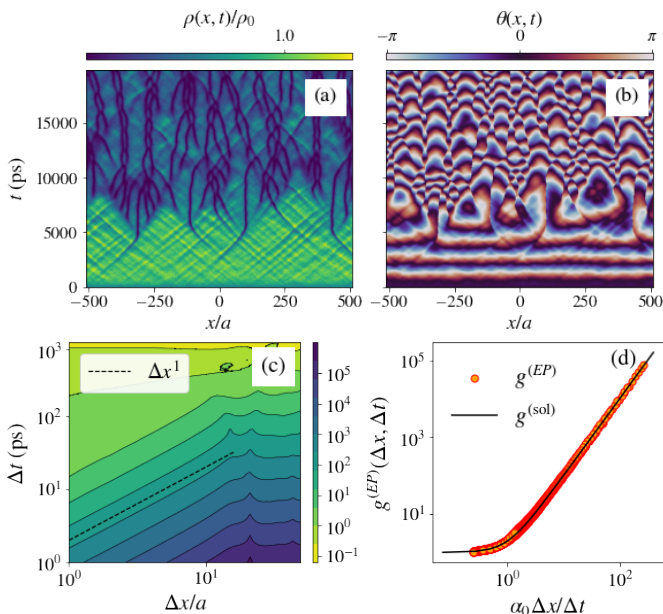 ρ(x, t)/ρ₀
1.0
θ(x, t)
−π 0 π
(a)
(b)
t (ps)
15000
10000
5000
0
−500 −250 0 250 500
x/a
−500 −250 0 250 500
x/a
(c)
Δx¹
Δt (ps)
10³
10²
10¹
10⁰
10⁰ 10¹
Δx/a
10⁵
10⁴
10³
10²
10¹
10⁰
10⁻¹
(d)
g⁽ᴱᴾ⁾
g⁽ˢᵒˡ⁾
g⁽ᴱᴾ⁾(Δx, Δt)
10⁵
10³
10¹
10⁰ 10²
α₀Δx/Δt